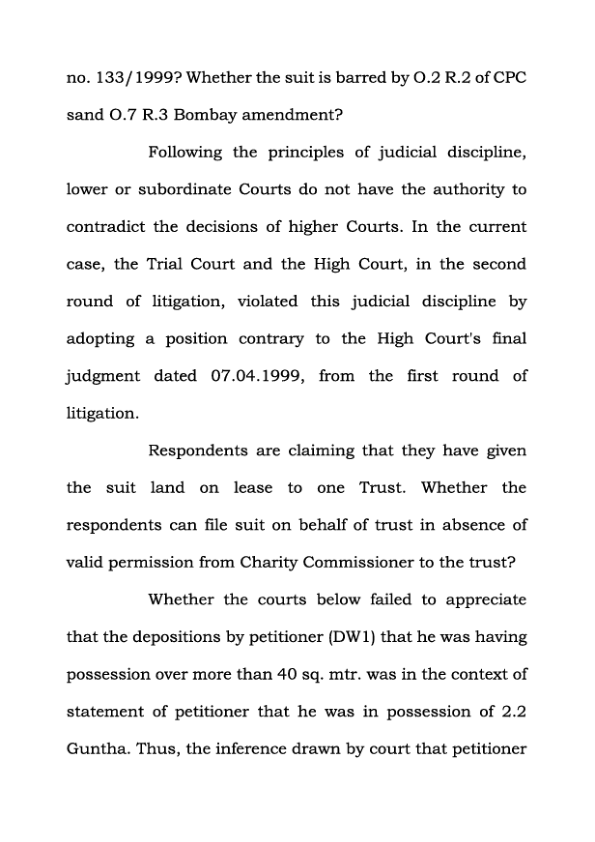 no. 133/1999? Whether the suit is barred by O.2 R.2 of CPC
sand O.7 R.3 Bombay amendment?
Following the principles of judicial discipline,
lower or subordinate Courts do not have the authority to
contradict the decisions of higher Courts. In the current
case, the Trial Court and the High Court, in the second
round of litigation, violated this judicial discipline by
adopting a position contrary to the High Court's final
judgment dated 07.04.1999, from the first round of
litigation.
Respondents are claiming that they have given
the suit land on lease to one Trust. Whether the
respondents can file suit on behalf of trust in absence of
valid permission from Charity Commissioner to the trust?
Whether the courts below failed to appreciate
that the depositions by petitioner (DW1) that he was having
possession over more than 40 sq. mtr. was in the context of
statement of petitioner that he was in possession of 2.2
Guntha. Thus, the inference drawn by court that petitioner